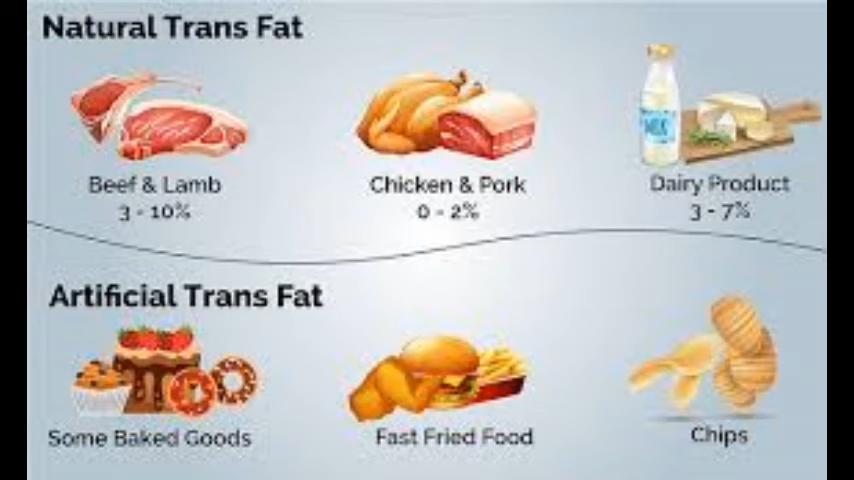 Natural Trans Fat
MILK
Beef & Lamb
3 - 10%
Chicken & Pork
0 - 2%
Dairy Product
3 - 7%
Artificial Trans Fat
Some Baked Goods
Fast Fried Food
Chips